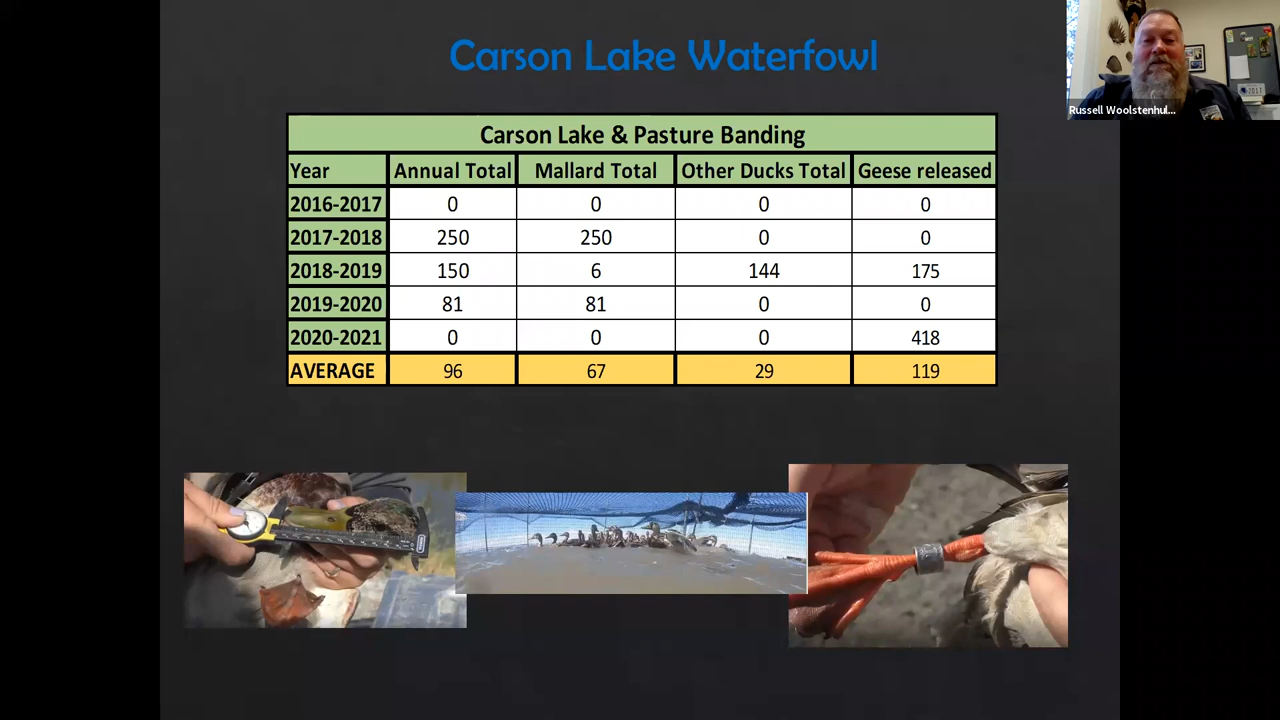 Carson Lake Waterfowl
Russell Woolstenhul...
Carson Lake & Pasture Banding
Year Annual Total Mallard Total Other Ducks Total Geese released
2016-2017 0 0 0 0
2017-2018 250 250 0 0
2018-2019 150 6 144 175
2019-2020 81 81 0 0
2020-2021 0 0 0 418
AVERAGE 96 67 29 119